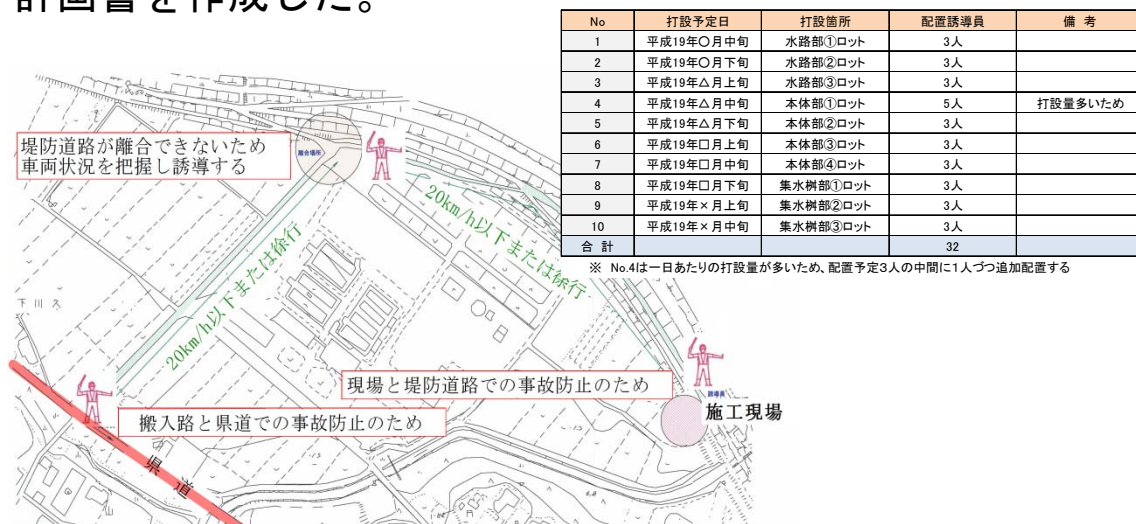 計画書を作成した。
No 打設予定日 打設箇所 配置誘導員 備 考
1 平成19年〇月中旬 水路部①ロット 3人
2 平成19年〇月下旬 水路部②ロット 3人
3 平成19年△月上旬 水路部③ロット 3人
4 平成19年△月中旬 本体部①ロット 5人 打設量多いため
5 平成19年△月下旬 本体部②ロット 3人
6 平成19年□月上旬 本体部③ロット 3人
7 平成19年□月中旬 本体部④ロット 3人
8 平成19年□月下旬 集水桝部①ロット 3人
9 平成19年×月上旬 集水桝部②ロット 3人
10 平成19年×月中旬 集水桝部③ロット 3人
合 計 32
※ No.4は一日あたりの打設量が多いため、配置予定3人の中間に1人づつ追加配置する
堤防道路が離合できないため
車両状況を把握し誘導する
離合場所
20km/h以下または徐行
20km/h以下または徐行
下川久
現場と堤防道路での事故防止のため
誘導員
施工現場
搬入路と県道での事故防止のため
県道